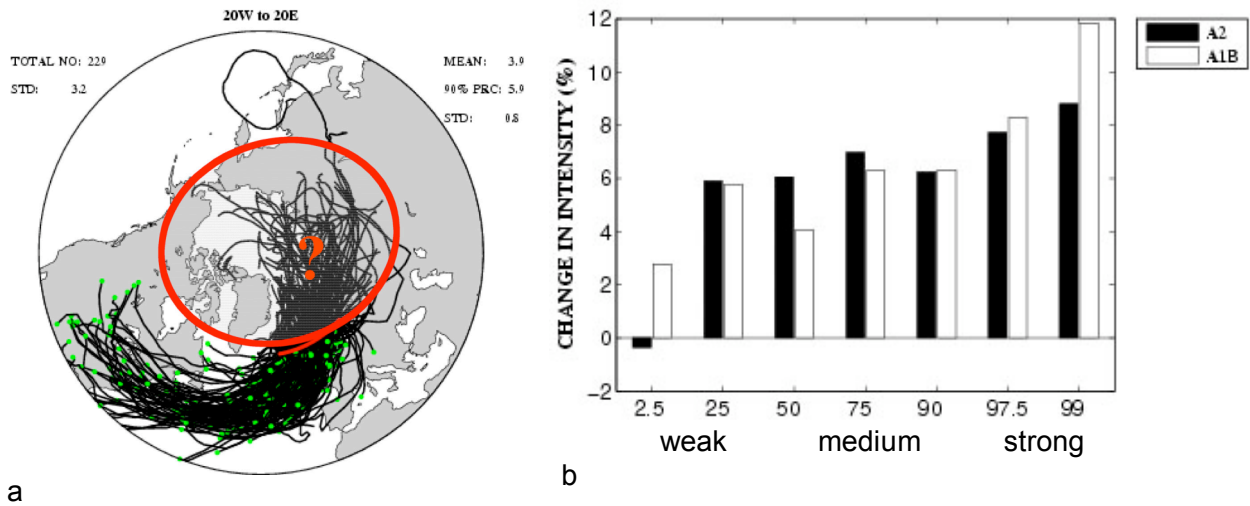 20W to 20E
TOTAL NO: 229
STD: 3.2
MEAN: 3.9
90% PRC: 5.9
STD: 0.8
?
a
CHANGE IN INTENSITY (%)
12
10
8
6
4
2
0
−2
2.5 25 50 75 90 97.5 99
weak medium strong
A2
A1B
b